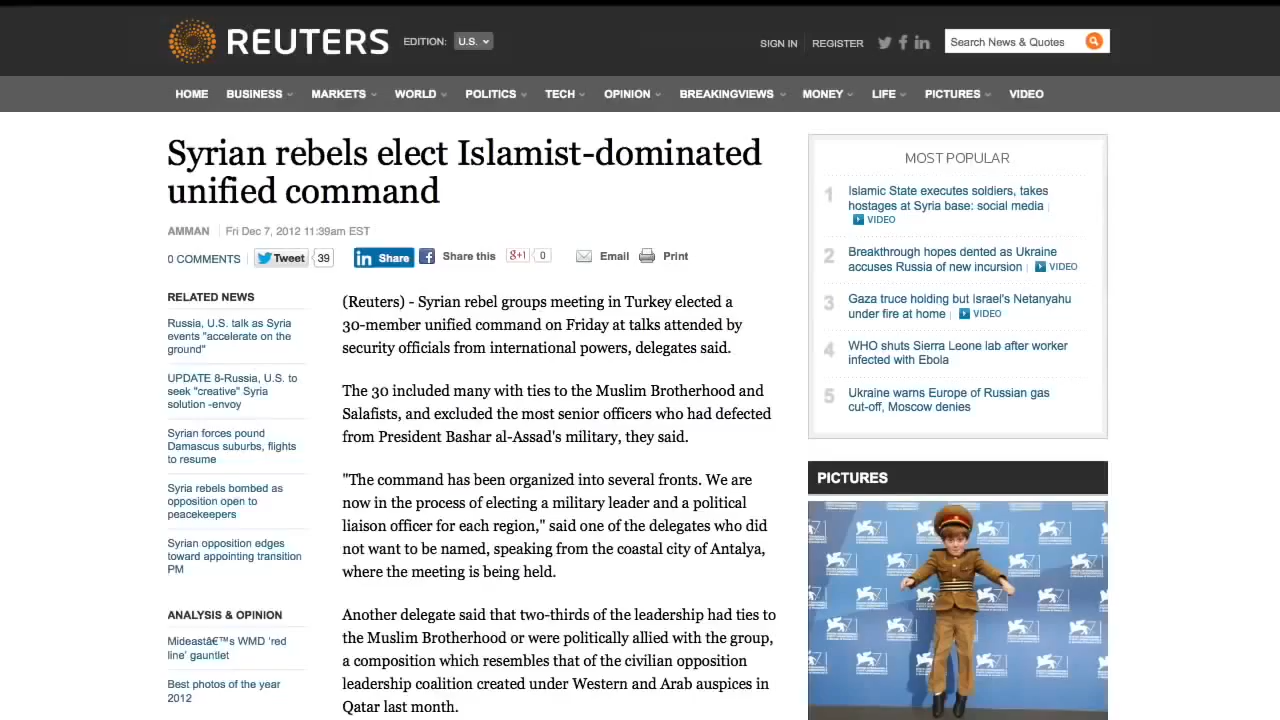 REUTERS
EDITION: U.S.
SIGN IN REGISTER
Search News & Quotes
HOME BUSINESS MARKETS WORLD POLITICS TECH OPINION BREAKINGVIEWS MONEY LIFE PICTURES VIDEO
Syrian rebels elect Islamist-dominated
unified command
AMMAN Fri Dec 7, 2012 11:39am EST
0 COMMENTS Tweet 39 Share Share this g+1 0 Email Print
RELATED NEWS
Russia, U.S. talk as Syria
events "accelerate on the
ground"
UPDATE 8-Russia, U.S. to
seek "creative" Syria
solution -envoy
Syrian forces pound
Damascus suburbs, flights
to resume
Syria rebels bombed as
opposition open to
peacekeepers
Syrian opposition edges
toward appointing transition
PM
ANALYSIS & OPINION
Mideastâ€™s WMD ‘red
line’ gauntlet
Best photos of the year
2012
(Reuters) - Syrian rebel groups meeting in Turkey elected a
30-member unified command on Friday at talks attended by
security officials from international powers, delegates said.
The 30 included many with ties to the Muslim Brotherhood and
Salafists, and excluded the most senior officers who had defected
from President Bashar al-Assad's military, they said.
"The command has been organized into several fronts. We are
now in the process of electing a military leader and a political
liaison officer for each region," said one of the delegates who did
not want to be named, speaking from the coastal city of Antalya,
where the meeting is being held.
Another delegate said that two-thirds of the leadership had ties to
the Muslim Brotherhood or were politically allied with the group,
a composition which resembles that of the civilian opposition
leadership coalition created under Western and Arab auspices in
Qatar last month.
MOST POPULAR
1 Islamic State executes soldiers, takes
hostages at Syria base: social media
VIDEO
2 Breakthrough hopes dented as Ukraine
accuses Russia of new incursion VIDEO
3 Gaza truce holding but Israel's Netanyahu
under fire at home VIDEO
4 WHO shuts Sierra Leone lab after worker
infected with Ebola
5 Ukraine warns Europe of Russian gas
cut-off, Moscow denies
PICTURES